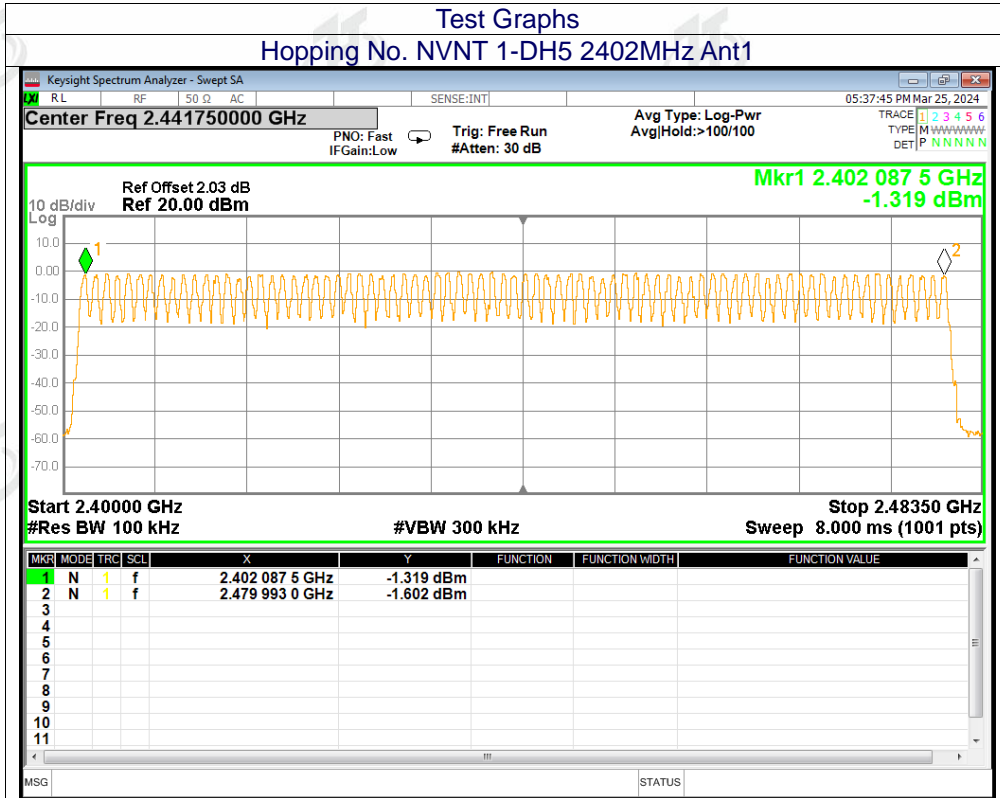 Test Graphs
Hopping No. NVNT 1-DH5 2402MHz Ant1
Keysight Spectrum Analyzer - Swept SA
LXI RL RF 50 Ω AC SENSE:INT 05:37:45 PM Mar 25, 2024
Center Freq 2.441750000 GHz
PNO: Fast
IFGain:Low
Trig: Free Run
#Atten: 30 dB
Avg Type: Log-Pwr
Avg|Hold:>100/100
TRACE 1 2 3 4 5 6
TYPE M WWWWW
DET P N N N N N
Mkr1 2.402 087 5 GHz
-1.319 dBm
Ref Offset 2.03 dB
10 dB/div Ref 20.00 dBm
Log
10.0
0.00
-10.0
-20.0
-30.0
-40.0
-50.0
-60.0
-70.0
1
2
Start 2.40000 GHz Stop 2.48350 GHz
#Res BW 100 kHz #VBW 300 kHz Sweep 8.000 ms (1001 pts)
MKR MODE TRC SCL X Y FUNCTION FUNCTION WIDTH FUNCTION VALUE
1 N 1 f 2.402 087 5 GHz -1.319 dBm
2 N 1 f 2.479 993 0 GHz -1.602 dBm
3
4
5
6
7
8
9
10
11
MSG STATUS